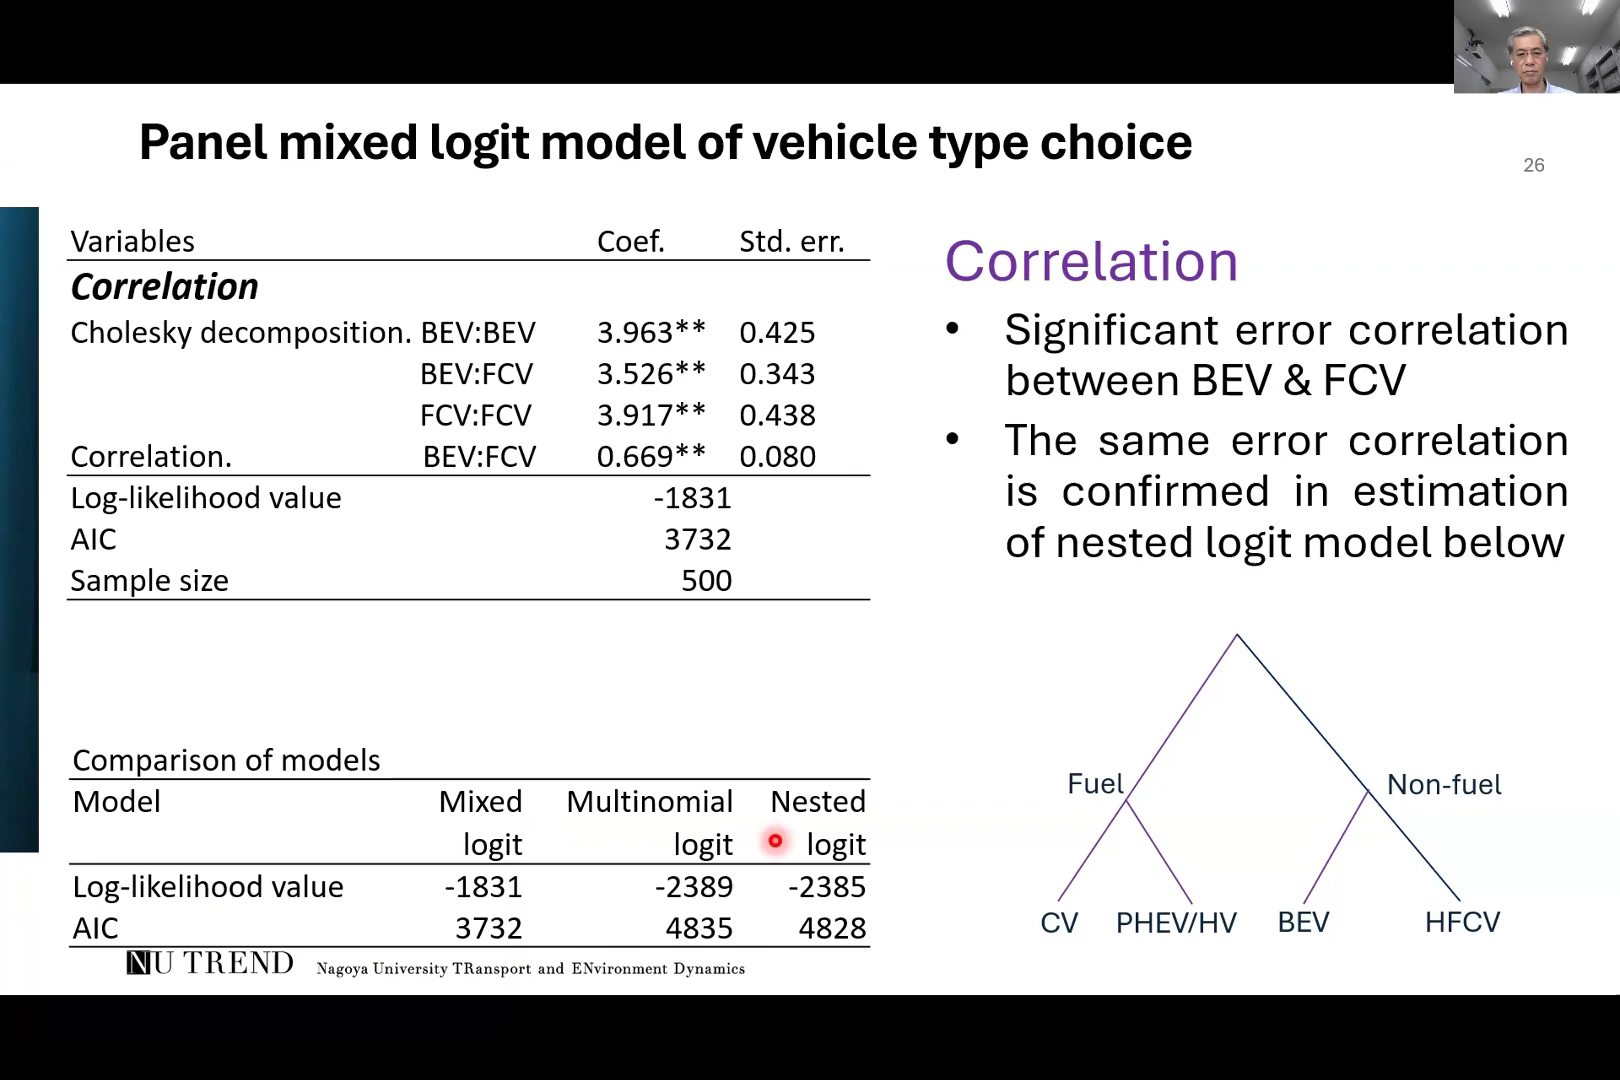 Panel mixed logit model of vehicle type choice
26
Variables Coef. Std. err.
Correlation
Cholesky decomposition. BEV:BEV 3.963** 0.425
BEV:FCV 3.526** 0.343
FCV:FCV 3.917** 0.438
Correlation. BEV:FCV 0.669** 0.080
Log-likelihood value -1831
AIC 3732
Sample size 500
Comparison of models
Model Mixed Multinomial Nested
logit logit logit
Log-likelihood value -1831 -2389 -2385
AIC 3732 4835 4828
Correlation
• Significant error correlation
between BEV & FCV
• The same error correlation
is confirmed in estimation
of nested logit model below
Fuel Non-fuel
CV PHEV/HV BEV HFCV
NU TREND Nagoya University TRansport and ENvironment Dynamics